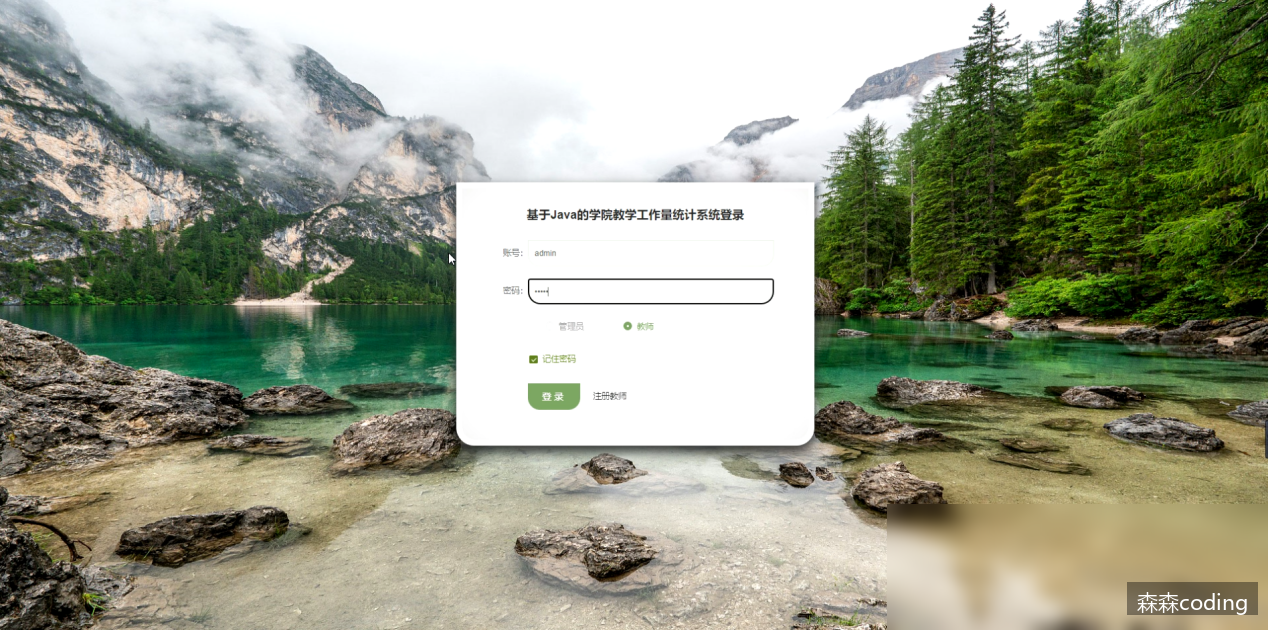 基于Java的学院教学工作量统计系统登录
账号: admin
密码: •••••
管理员 教师
记住密码
登录 注册教师
森森coding